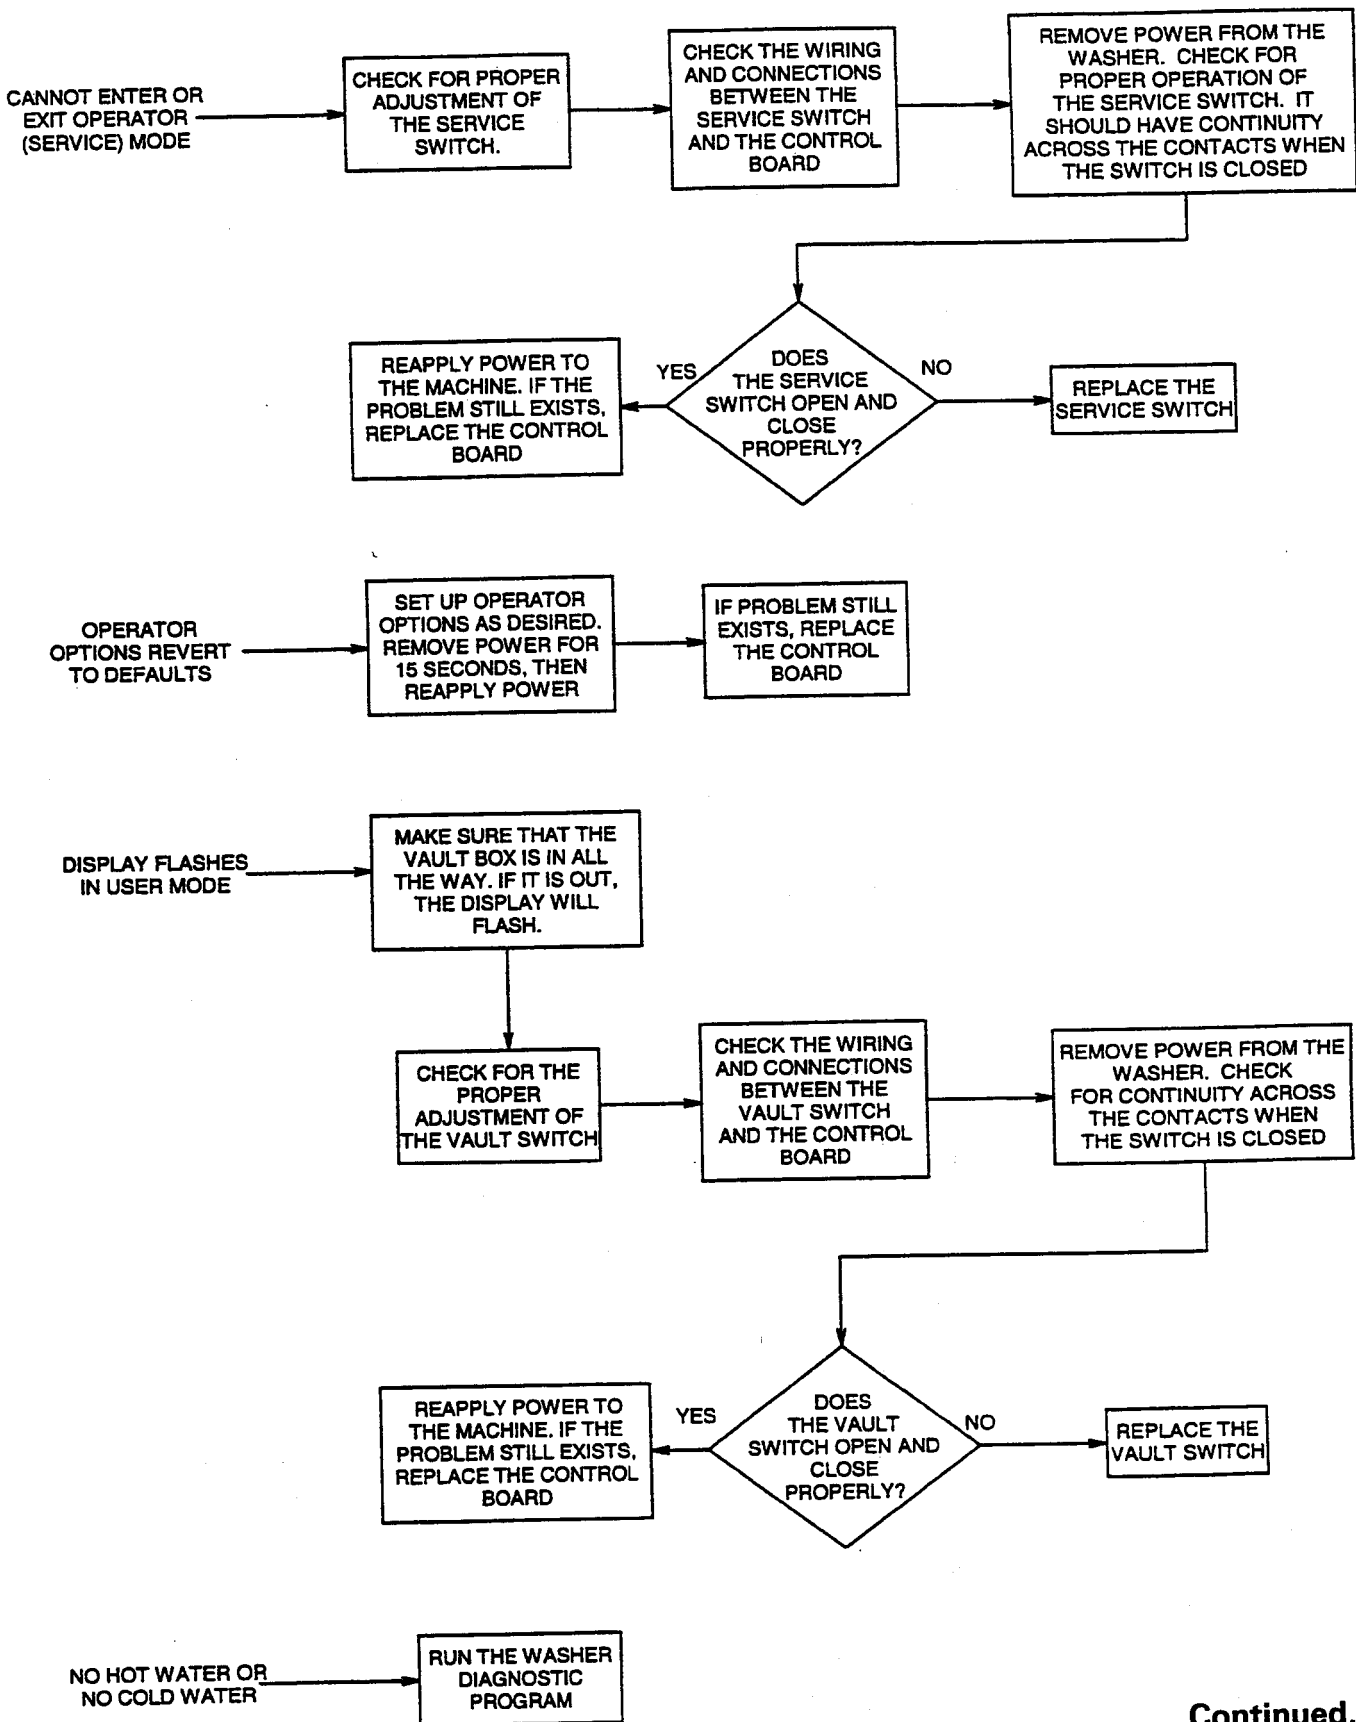 CANNOT ENTER OR
EXIT OPERATOR
(SERVICE) MODE
CHECK FOR PROPER
ADJUSTMENT OF
THE SERVICE
SWITCH.
CHECK THE WIRING
AND CONNECTIONS
BETWEEN THE
SERVICE SWITCH
AND THE CONTROL
BOARD
REMOVE POWER FROM THE
WASHER. CHECK FOR
PROPER OPERATION OF
THE SERVICE SWITCH. IT
SHOULD HAVE CONTINUITY
ACROSS THE CONTACTS WHEN
THE SWITCH IS CLOSED
DOES
THE SERVICE
SWITCH OPEN AND
CLOSE
PROPERLY?
YES
REAPPLY POWER TO
THE MACHINE. IF THE
PROBLEM STILL EXISTS,
REPLACE THE CONTROL
BOARD
NO
REPLACE THE
SERVICE SWITCH
OPERATOR
OPTIONS REVERT
TO DEFAULTS
SET UP OPERATOR
OPTIONS AS DESIRED.
REMOVE POWER FOR
15 SECONDS, THEN
REAPPLY POWER
IF PROBLEM STILL
EXISTS, REPLACE
THE CONTROL
BOARD
DISPLAY FLASHES
IN USER MODE
MAKE SURE THAT THE
VAULT BOX IS IN ALL
THE WAY. IF IT IS OUT,
THE DISPLAY WILL
FLASH.
CHECK FOR THE
PROPER
ADJUSTMENT OF
THE VAULT SWITCH
CHECK THE WIRING
AND CONNECTIONS
BETWEEN THE
VAULT SWITCH
AND THE CONTROL
BOARD
REMOVE POWER FROM THE
WASHER. CHECK
FOR CONTINUITY ACROSS
THE CONTACTS WHEN
THE SWITCH IS CLOSED
DOES
THE VAULT
SWITCH OPEN AND
CLOSE
PROPERLY?
YES
REAPPLY POWER TO
THE MACHINE. IF THE
PROBLEM STILL EXISTS,
REPLACE THE CONTROL
BOARD
NO
REPLACE THE
VAULT SWITCH
NO HOT WATER OR
NO COLD WATER
RUN THE WASHER
DIAGNOSTIC
PROGRAM
Continued.